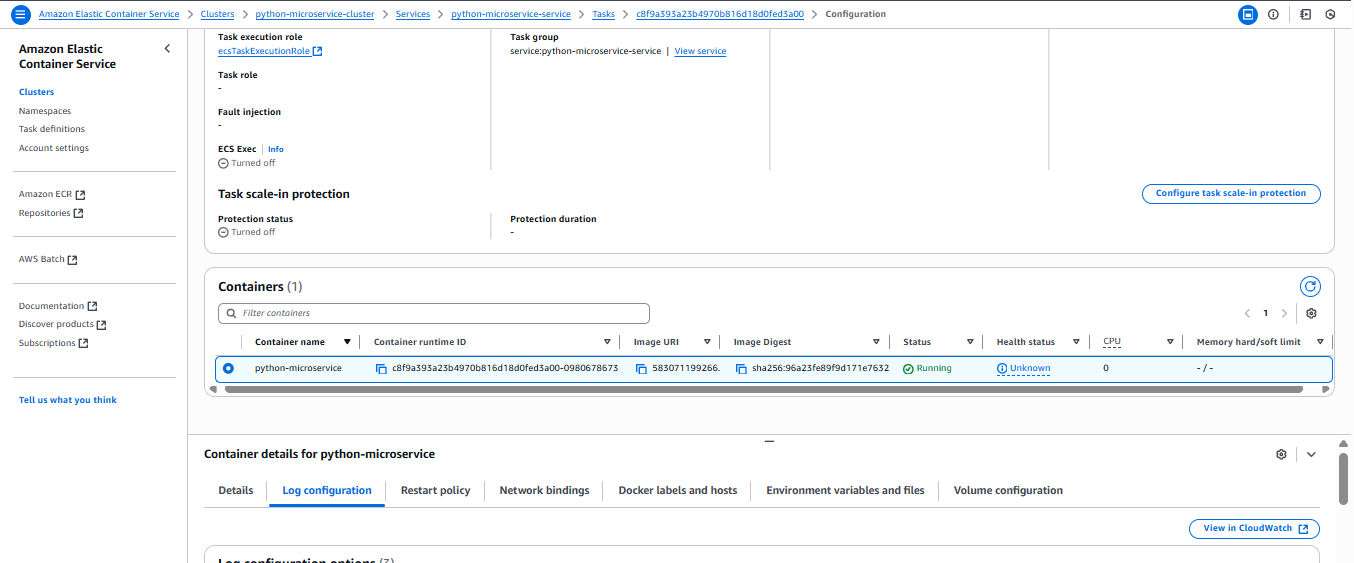 Amazon Elastic Container Service > Clusters > python-microservice-cluster > Services > python-microservice-service > Tasks > c8f9a393a23b4970b816d18d0fed3a00 > Configuration
Amazon Elastic
Container Service
Clusters
Namespaces
Task definitions
Account settings
Amazon ECR
Repositories
AWS Batch
Documentation
Discover products
Subscriptions
Tell us what you think
Task execution role
ecsTaskExecutionRole
Task role
-
Fault injection
-
ECS Exec | Info
Turned off
Task group
service:python-microservice-service | View service
Task scale-in protection
Configure task scale-in protection
Protection status
Turned off
Protection duration
-
Containers (1)
Filter containers
1
Container name Container runtime ID Image URI Image Digest Status Health status CPU Memory hard/soft limit
python-microservice c8f9a393a23b4970b816d18d0fed3a00-0980678673 583071199266. sha256:96a23fe89f9d171e7632 Running Unknown 0 - / -
Container details for python-microservice
Details Log configuration Restart policy Network bindings Docker labels and hosts Environment variables and files Volume configuration
View in CloudWatch
Log configuration options (3)